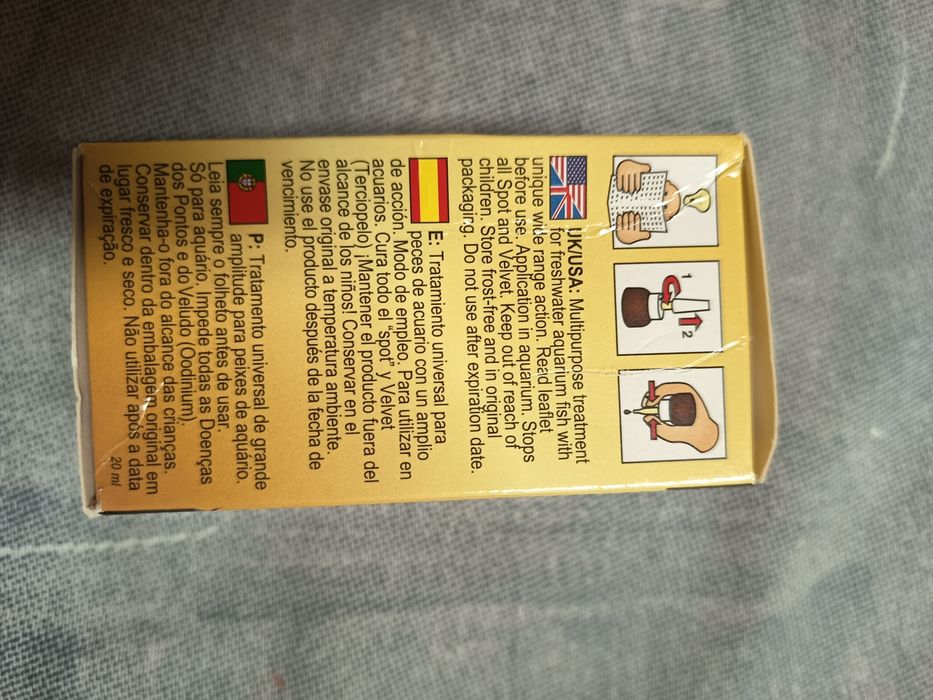 1
2
UK/USA: Multipurpose treatment
for freshwater aquarium fish with
unique wide range action. Read leaflet
before use. Application in aquarium. Stops
all Spot and Velvet. Keep out of reach of
children. Store frost-free and in original
packaging. Do not use after expiration date.
E: Tratamiento universal para
peces de acuario con un amplio
de acción. Modo de empleo. Para utilizar en
acuarios. Cura todo el "spot" y Velvet
(Terciopelo) ¡Mantener el producto fuera del
alcance de los niños! Conservar en el
envase original a temperatura ambiente.
No use el producto después de la fecha de
vencimiento.
P: Tratamento universal de grande
amplitude para peixes de aquário.
Leia sempre o folheto antes de usar.
Só para aquário. Impede todas as Doenças
dos Pontos e do Veludo (Oodinium).
Mantenha-o fora do alcance das crianças.
Conservar dentro da embalagem original em
lugar fresco e seco. Não utilizar após a data
de expiração.
20 ml